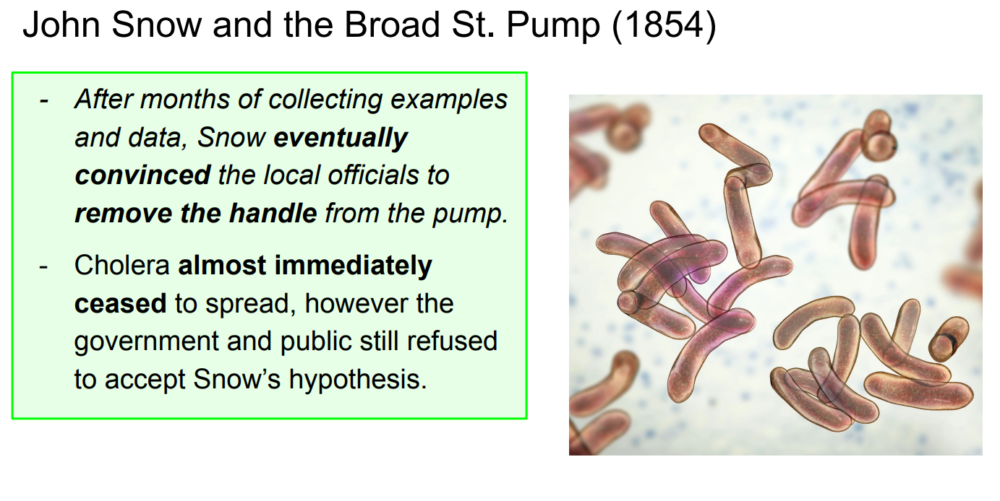 John Snow and the Broad St. Pump (1854)
- After months of collecting examples
and data, Snow eventually
convinced the local officials to
remove the handle from the pump.
- Cholera almost immediately
ceased to spread, however the
government and public still refused
to accept Snow’s hypothesis.